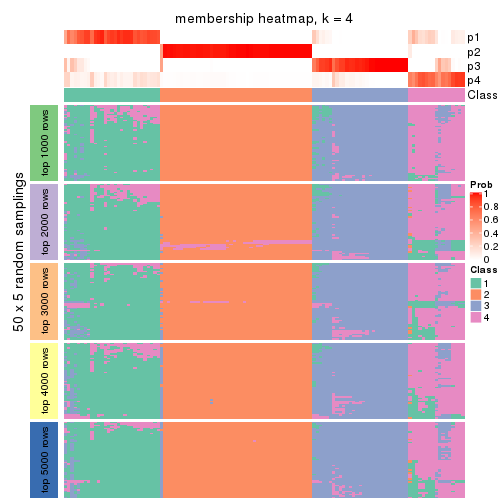 membership heatmap, k = 4
p1
p2
p3
p4
Class
50 x 5 random samplings
top 1000 rows
top 2000 rows
top 3000 rows
top 4000 rows
top 5000 rows
Prob
1
0.8
0.6
0.4
0.2
0
Class
1
2
3
4